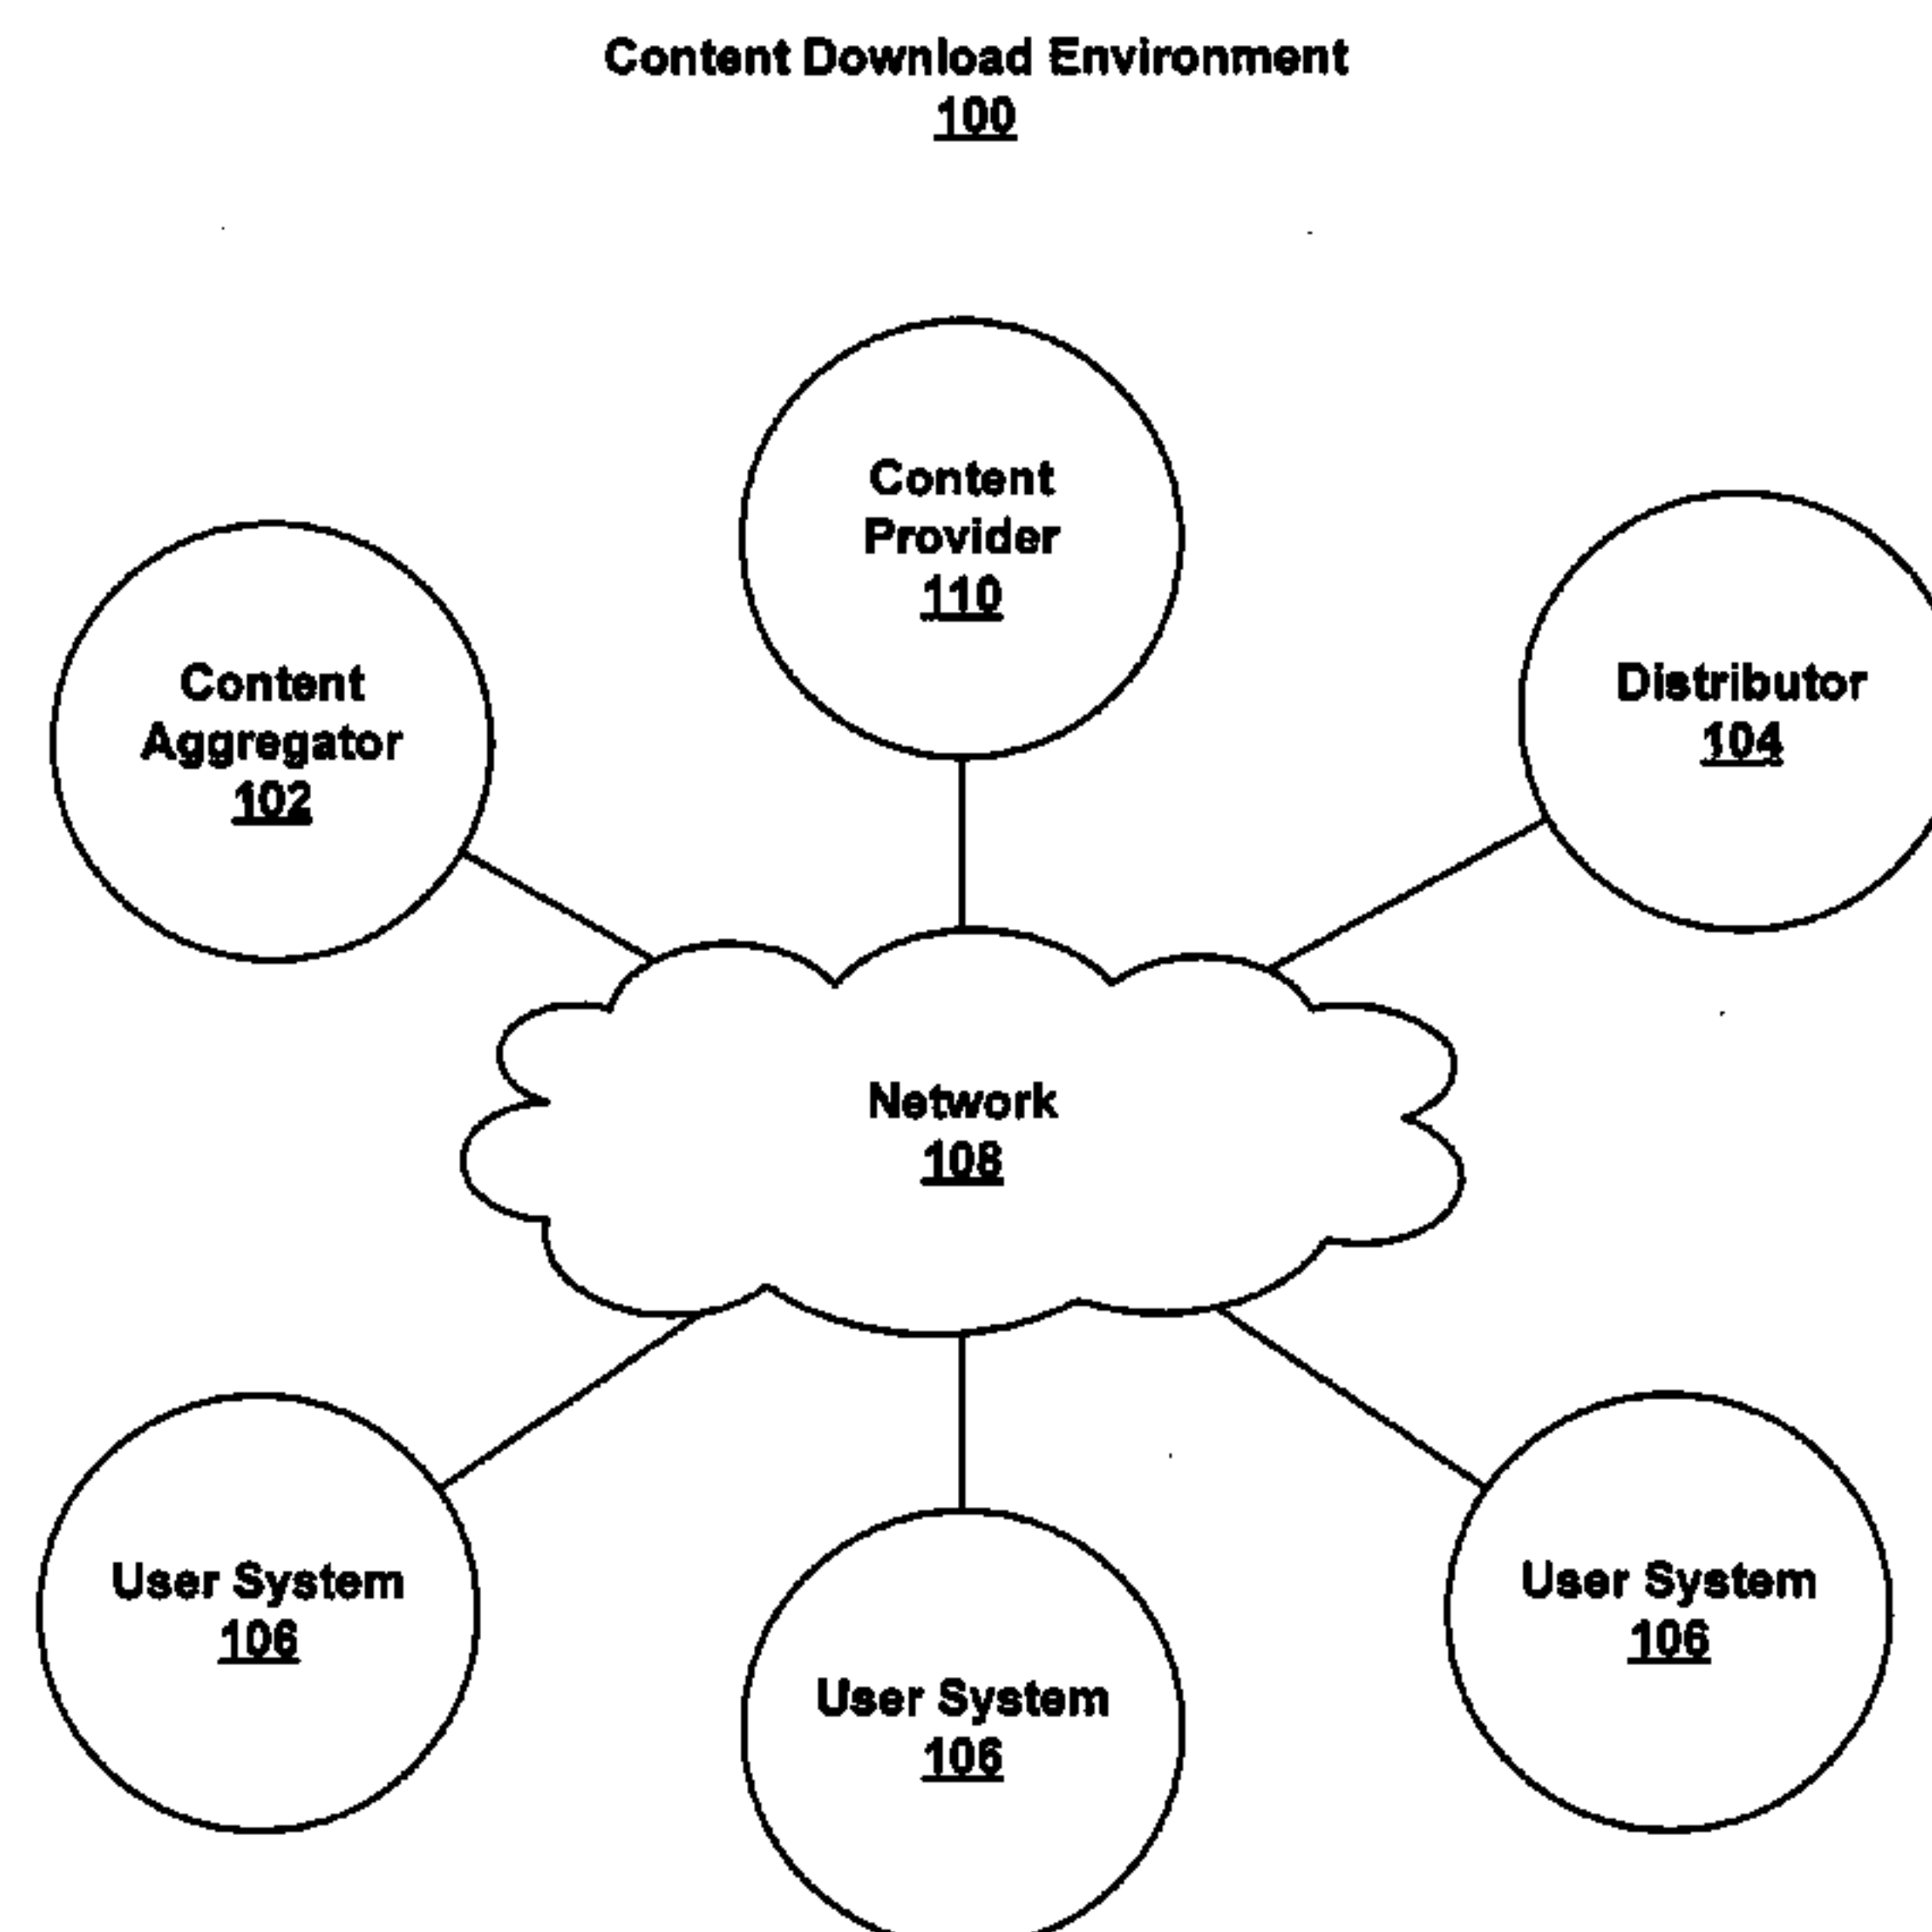 Content Download Environment
100
Content
Provider
110
Content
Aggregator
102
Distributor
104
Network
108
User System
106
User System
106
User System
106